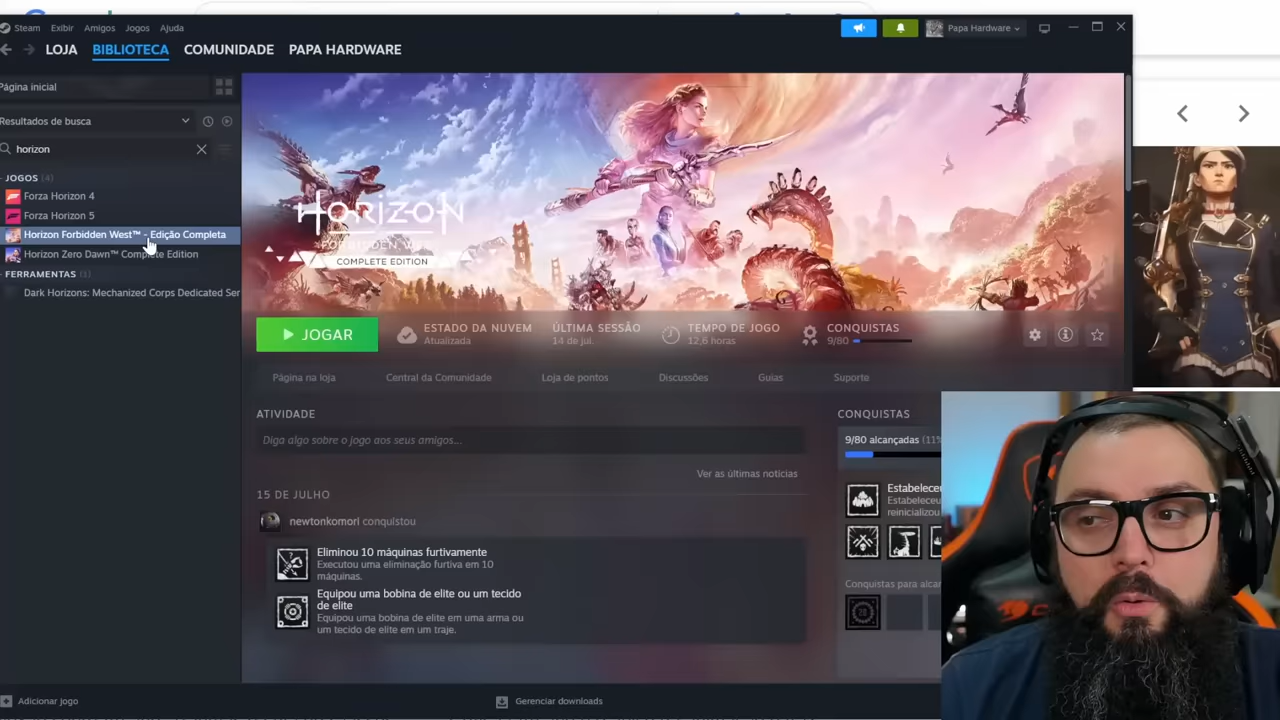 Steam Exibir Amigos Jogos Ajuda
Papa Hardware
LOJA BIBLIOTECA COMUNIDADE PAPA HARDWARE
Página inicial
Resultados de busca
horizon
JOGOS (4)
Forza Horizon 4
Forza Horizon 5
Horizon Forbidden West™ - Edição Completa
Horizon Zero Dawn™ Complete Edition
FERRAMENTAS (1)
Dark Horizons: Mechanized Corps Dedicated Ser
HORIZON
FORBIDDEN WEST
COMPLETE EDITION
JOGAR
ESTADO DA NUVEM
Atualizada
ÚLTIMA SESSÃO
14 de jul.
TEMPO DE JOGO
12,6 horas
CONQUISTAS
9/80
Página na loja Central da Comunidade Loja de pontos Discussões Guias Suporte
ATIVIDADE
Diga algo sobre o jogo aos seus amigos...
Ver as últimas notícias
15 DE JULHO
newtonkomori conquistou
Eliminou 10 máquinas furtivamente
Executou uma eliminação furtiva em 10
máquinas.
Equipou uma bobina de elite ou um tecido
de elite
Equipou uma bobina de elite em uma arma ou
um tecido de elite em um traje.
CONQUISTAS
9/80 alcançadas (11%
Estabelece
Estabeleceu
reinicializou
Conquistas para alca
Adicionar jogo
Gerenciar downloads